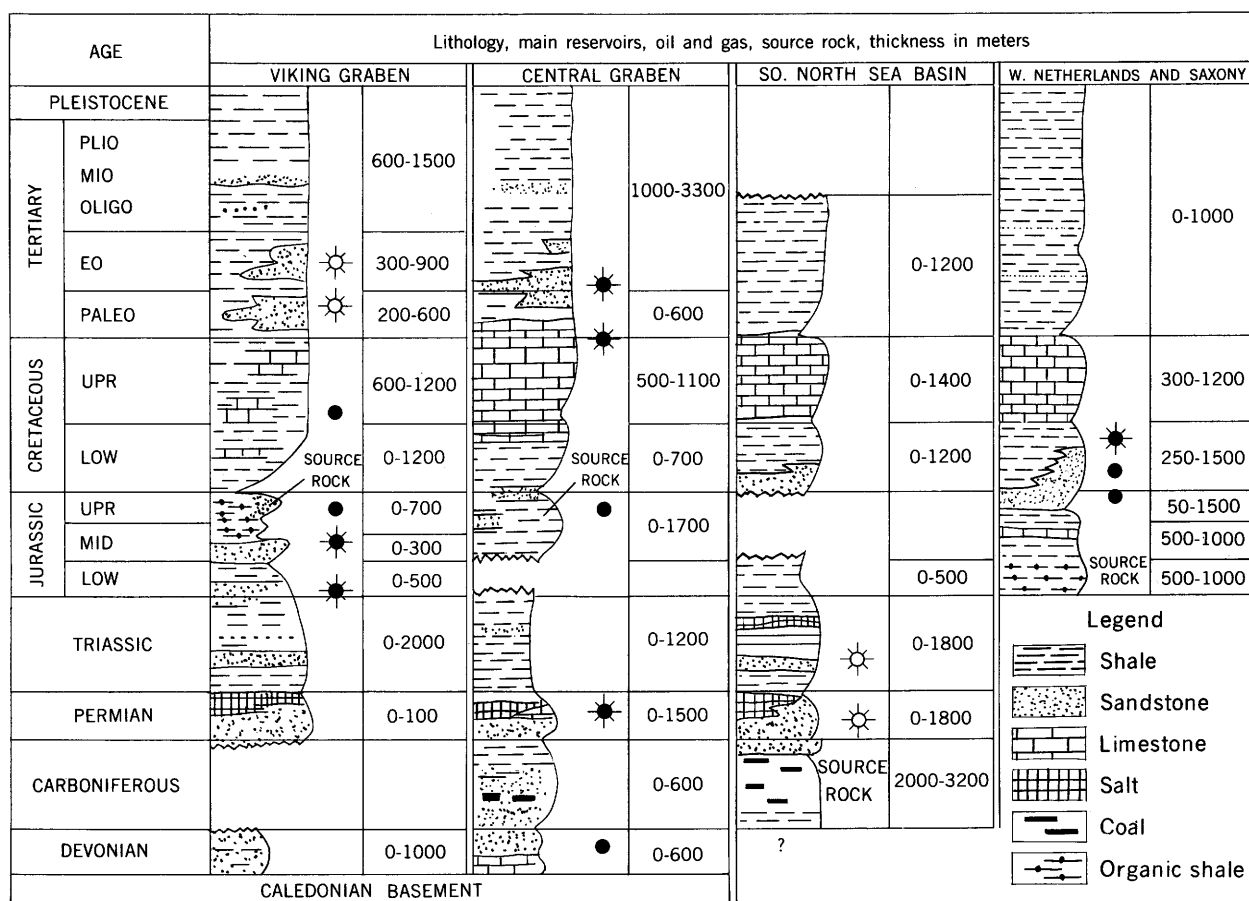 AGE
Lithology, main reservoirs, oil and gas, source rock, thickness in meters
VIKING GRABEN
CENTRAL GRABEN
SO. NORTH SEA BASIN
W. NETHERLANDS AND SAXONY
PLEISTOCENE
TERTIARY
PLIO
MIO
OLIGO
600-1500
1000-3300
0-1200
0-1000
EO
300-900
PALEO
200-600
0-600
CRETACEOUS
UPR
600-1200
500-1100
0-1400
300-1200
LOW
0-1200
0-700
0-1200
250-1500
SOURCE
ROCK
SOURCE
ROCK
JURASSIC
UPR
0-700
0-1700
50-1500
MID
0-300
500-1000
LOW
0-500
0-500
SOURCE
ROCK
500-1000
TRIASSIC
0-2000
0-1200
0-1800
PERMIAN
0-100
0-1500
0-1800
CARBONIFEROUS
0-600
SOURCE
ROCK
2000-3200
DEVONIAN
0-1000
0-600
?
CALEDONIAN BASEMENT
Legend
Shale
Sandstone
Limestone
Salt
Coal
Organic shale